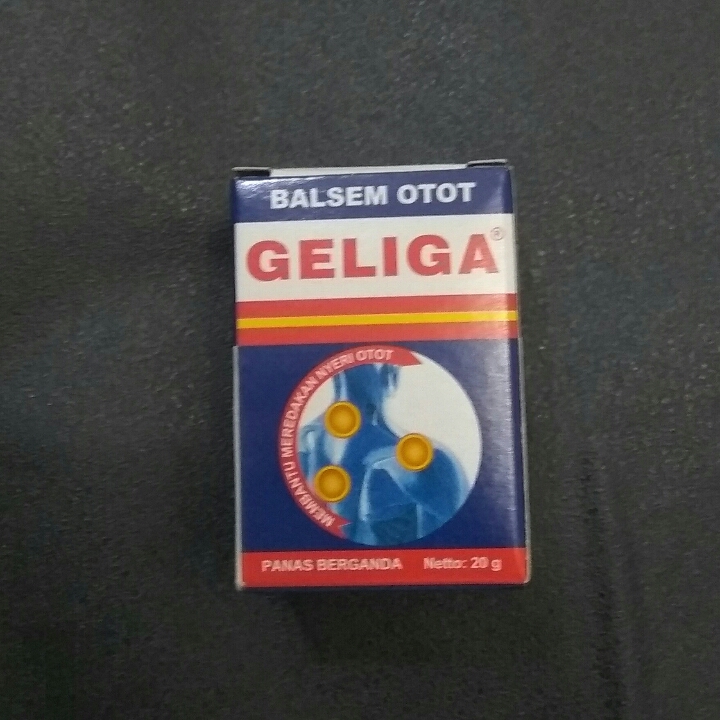 BALSEM OTOT
GELIGA®
MEMBANTU MEREDAKAN NYERI OTOT
PANAS BERGANDA Netto: 20 g